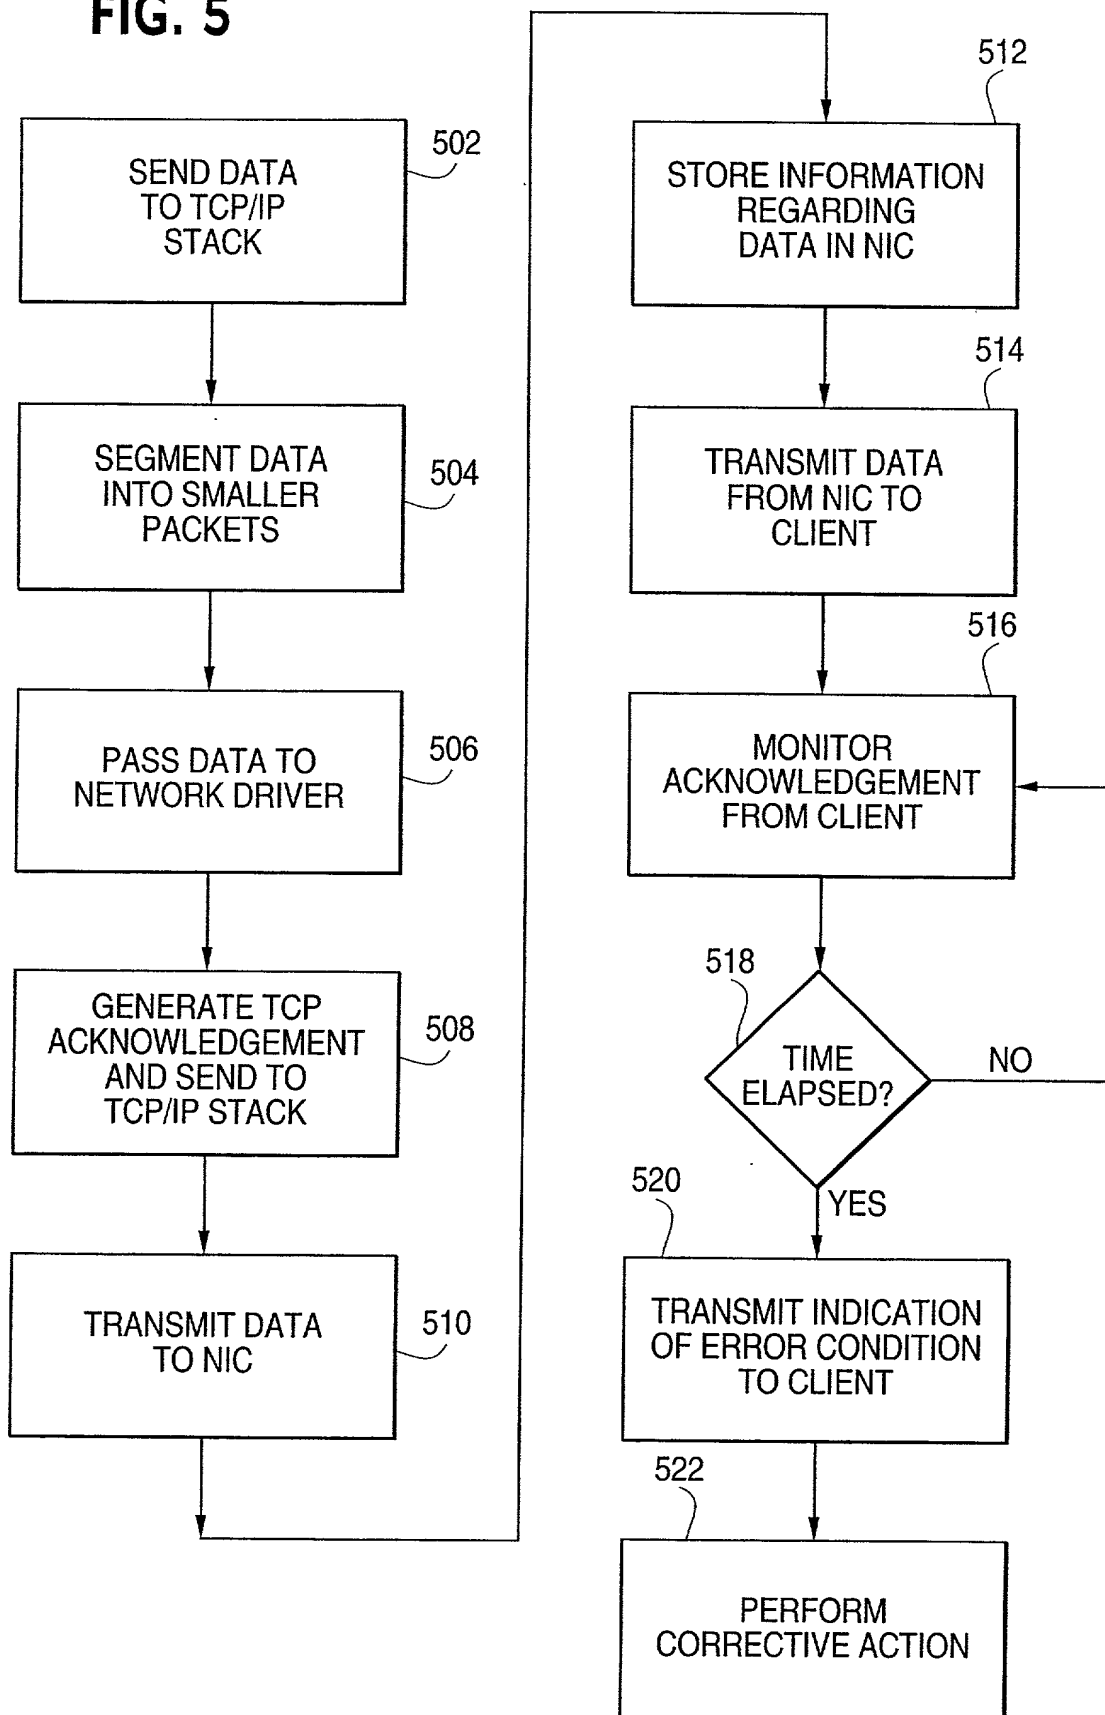 FIG. 5
502
SEND DATA
TO TCP/IP
STACK
504
SEGMENT DATA
INTO SMALLER
PACKETS
506
PASS DATA TO
NETWORK DRIVER
508
GENERATE TCP
ACKNOWLEDGEMENT
AND SEND TO
TCP/IP STACK
510
TRANSMIT DATA
TO NIC
512
STORE INFORMATION
REGARDING
DATA IN NIC
514
TRANSMIT DATA
FROM NIC TO
CLIENT
516
MONITOR
ACKNOWLEDGEMENT
FROM CLIENT
518
TIME
ELAPSED?
NO
YES
520
TRANSMIT INDICATION
OF ERROR CONDITION
TO CLIENT
522
PERFORM
CORRECTIVE ACTION